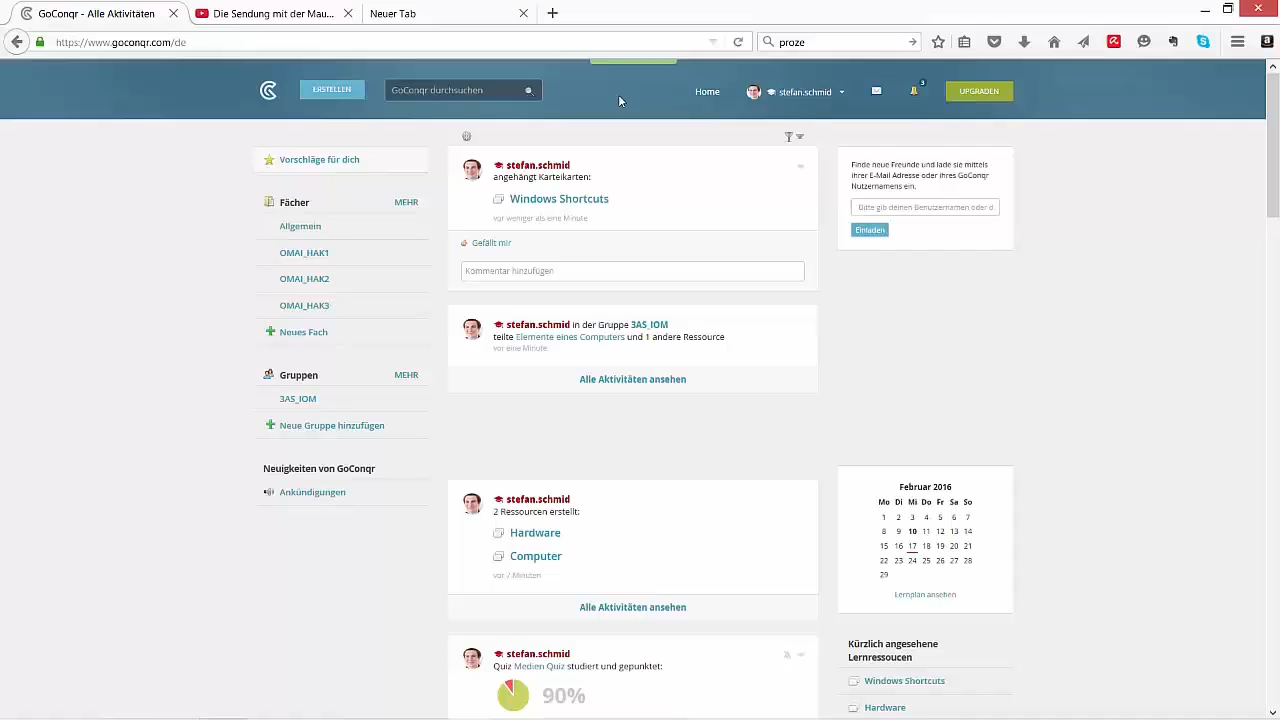 GoConqr - Alle Aktivitäten
Die Sendung mit der Mau...
Neuer Tab
https://www.goconqr.com/de
proze
ERSTELLEN
GoConqr durchsuchen
Home
stefan.schmid
3
UPGRADEN
Vorschläge für dich
Fächer
MEHR
Allgemein
OMAI_HAK1
OMAI_HAK2
OMAI_HAK3
Neues Fach
Gruppen
MEHR
3AS_IOM
Neue Gruppe hinzufügen
Neuigkeiten von GoConqr
Ankündigungen
stefan.schmid
angehängt Karteikarten:
Windows Shortcuts
vor weniger als eine Minute
Gefällt mir
Kommentar hinzufügen
stefan.schmid in der Gruppe 3AS_IOM
teilte Elemente eines Computers und 1 andere Ressource
vor eine Minute
Alle Aktivitäten ansehen
stefan.schmid
2 Ressourcen erstellt:
Hardware
Computer
vor 7 Minuten
Alle Aktivitäten ansehen
stefan.schmid
Quiz Medien Quiz studiert und gepunktet:
90%
Finde neue Freunde und lade sie mittels
ihrer E-Mail Adresse oder ihres GoConqr
Nutzernamens ein.
Bitte gib deinen Benutzernamen oder d
Einladen
Februar 2016
Mo Di Mi Do Fr Sa So
1 2 3 4 5 6 7
8 9 10 11 12 13 14
15 16 17 18 19 20 21
22 23 24 25 26 27 28
29
Lernplan ansehen
Kürzlich angesehene
Lernressoucen
Windows Shortcuts
Hardware